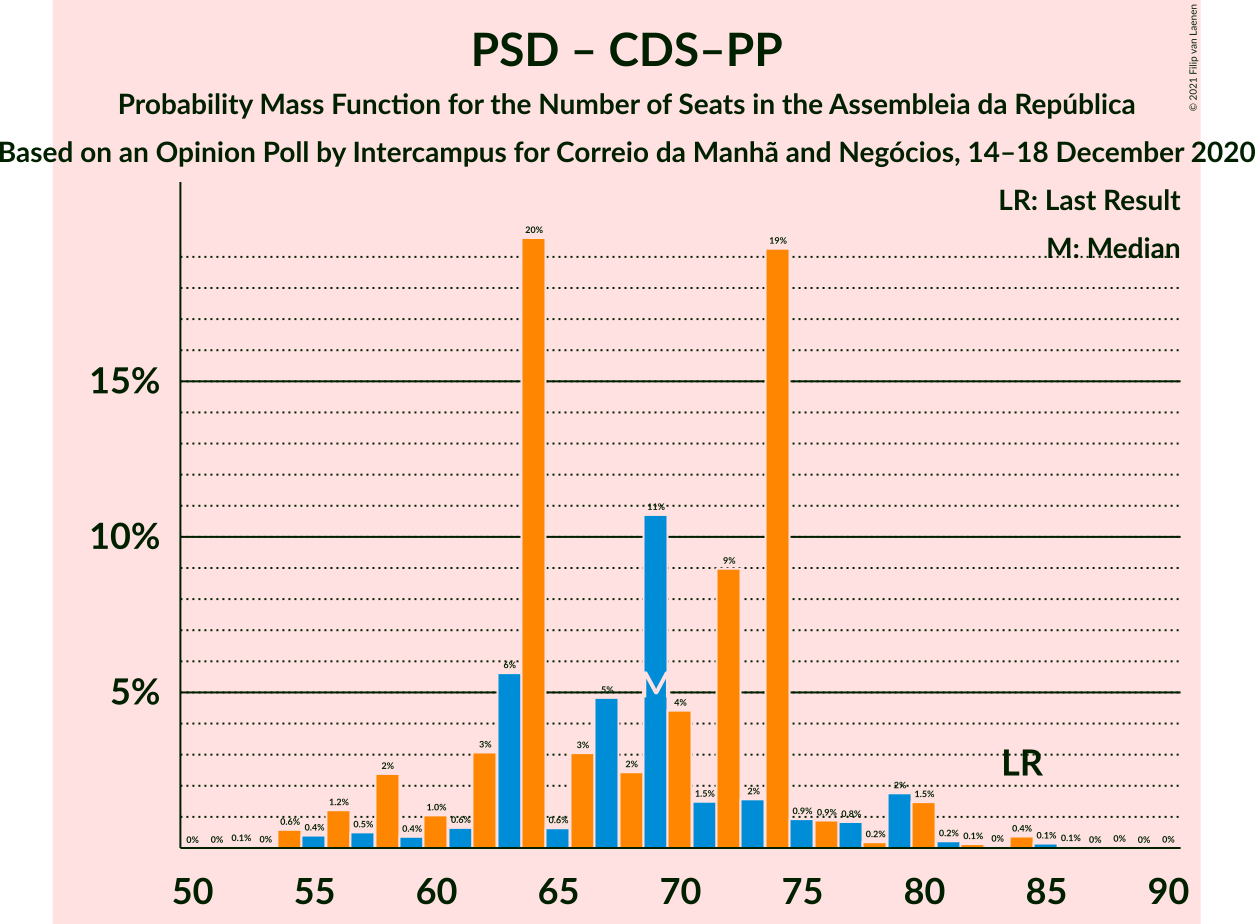 PSD – CDS–PP
Probability Mass Function for the Number of Seats in the Assembleia da República
Based on an Opinion Poll by Intercampus for Correio da Manhã and Negócios, 14–18 December 2020
© 2021 Filip van Laenen
LR: Last Result
M: Median
15%
10%
5%
0% 0% 0.1% 0% 0.6% 0.4% 1.2% 0.5% 2% 0.4% 1.0% 0.6% 3% 6% 20% 0.6% 3% 5% 2% 11% 4% 1.5% 9% 2% 19% 0.9% 0.9% 0.8% 0.2% 2% 1.5% 0.2% 0.1% 0% 0.4% 0.1% 0.1% 0% 0% 0% 0%
M
LR
50 55 60 65 70 75 80 85 90